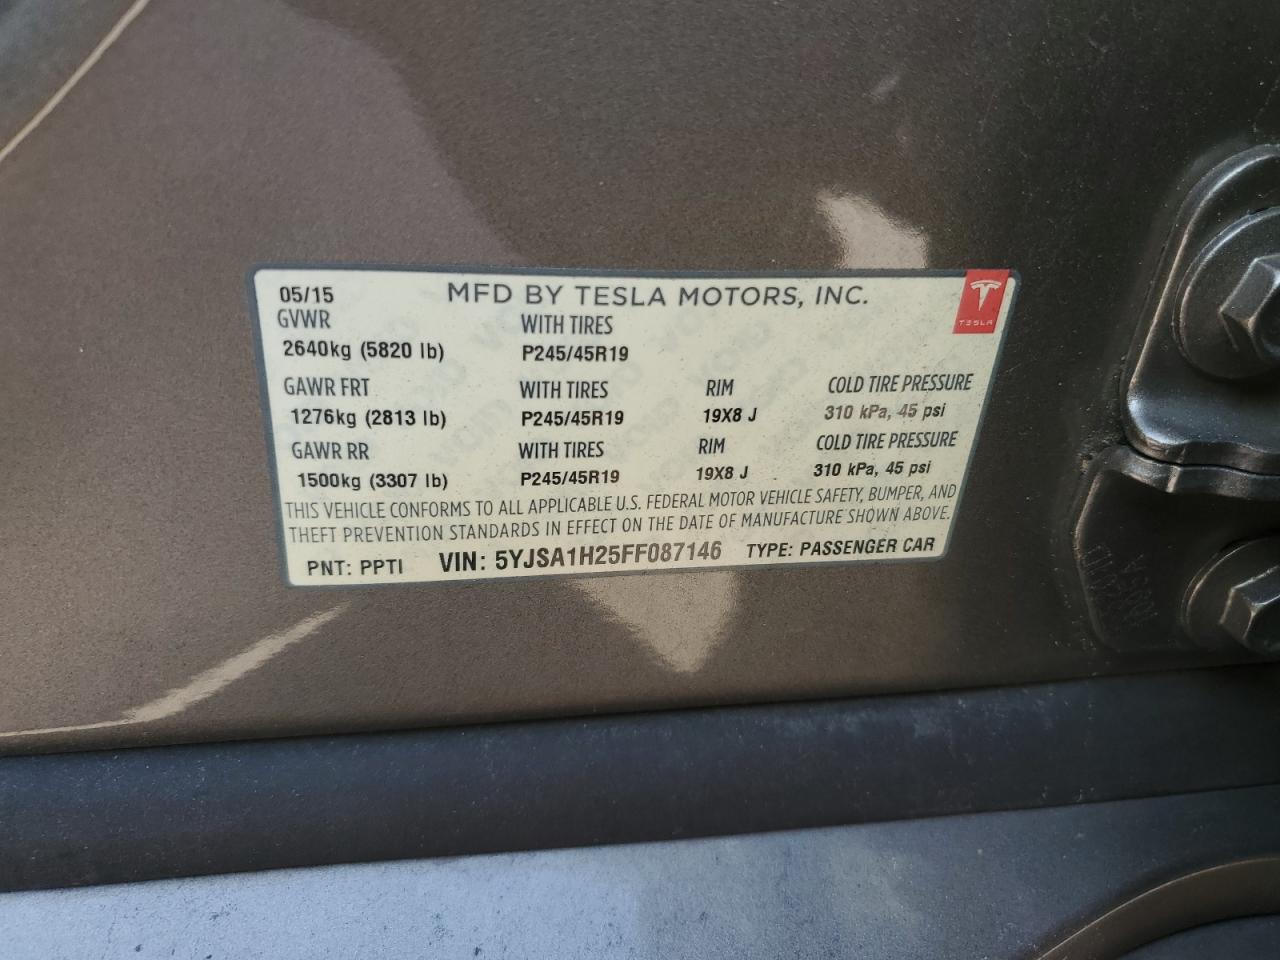 05/15 MFD BY TESLA MOTORS, INC.
TESLA
GVWR WITH TIRES
2640kg (5820 lb) P245/45R19
GAWR FRT WITH TIRES RIM COLD TIRE PRESSURE
1276kg (2813 lb) P245/45R19 19X8 J 310 kPa, 45 psi
GAWR RR WITH TIRES RIM COLD TIRE PRESSURE
1500kg (3307 lb) P245/45R19 19X8 J 310 kPa, 45 psi
THIS VEHICLE CONFORMS TO ALL APPLICABLE U.S. FEDERAL MOTOR VEHICLE SAFETY, BUMPER, AND
THEFT PREVENTION STANDARDS IN EFFECT ON THE DATE OF MANUFACTURE SHOWN ABOVE.
PNT: PPTI VIN: 5YJSA1H25FF087146 TYPE: PASSENGER CAR